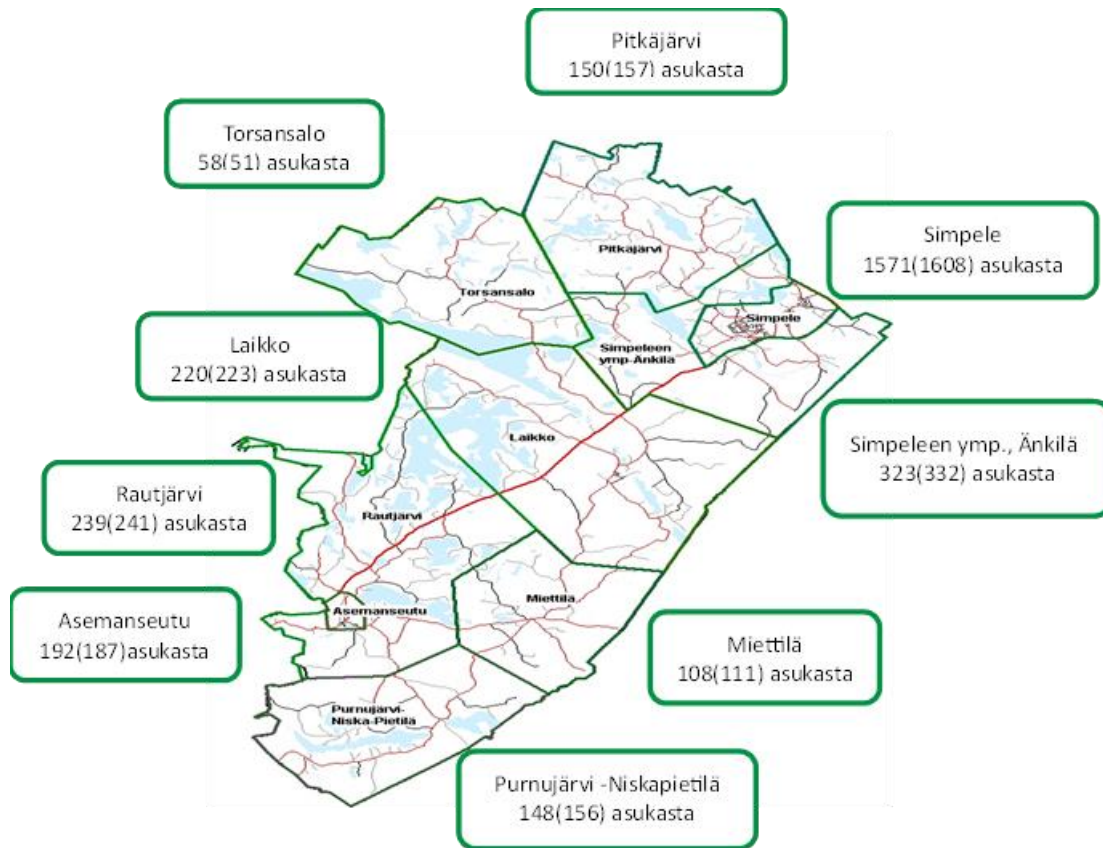 Pitkäjärvi
150(157) asukasta
Torsansalo
58(51) asukasta
Simpele
1571(1608) asukasta
Laikko
220(223) asukasta
Simpeleen ymp., Änkilä
323(332) asukasta
Rautjärvi
239(241) asukasta
Asemanseutu
192(187)asukasta
Miettilä
108(111) asukasta
Purnujärvi -Niskapietilä
148(156) asukasta
Pitkäjärvi
Torsansalo
Simpele
Simpeleen
ymp-Änkilä
Laikko
Rautjärvi
Miettilä
Asemanseutu
Purnujärvi-
Niska-Pietilä